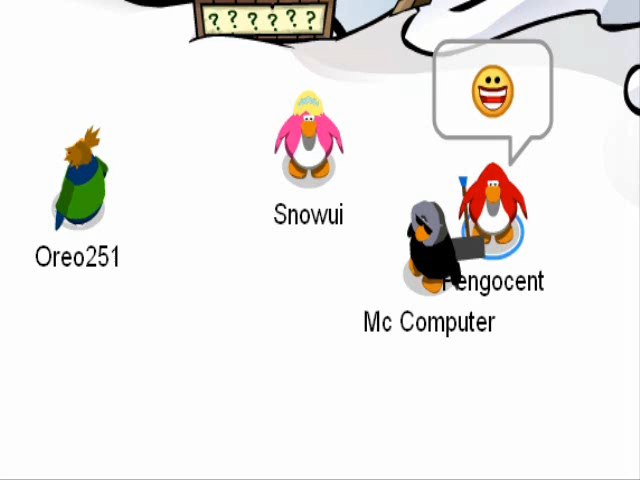 ? ? ? ? ? ?
Snowui
Oreo251
Pengocent
Mc Computer